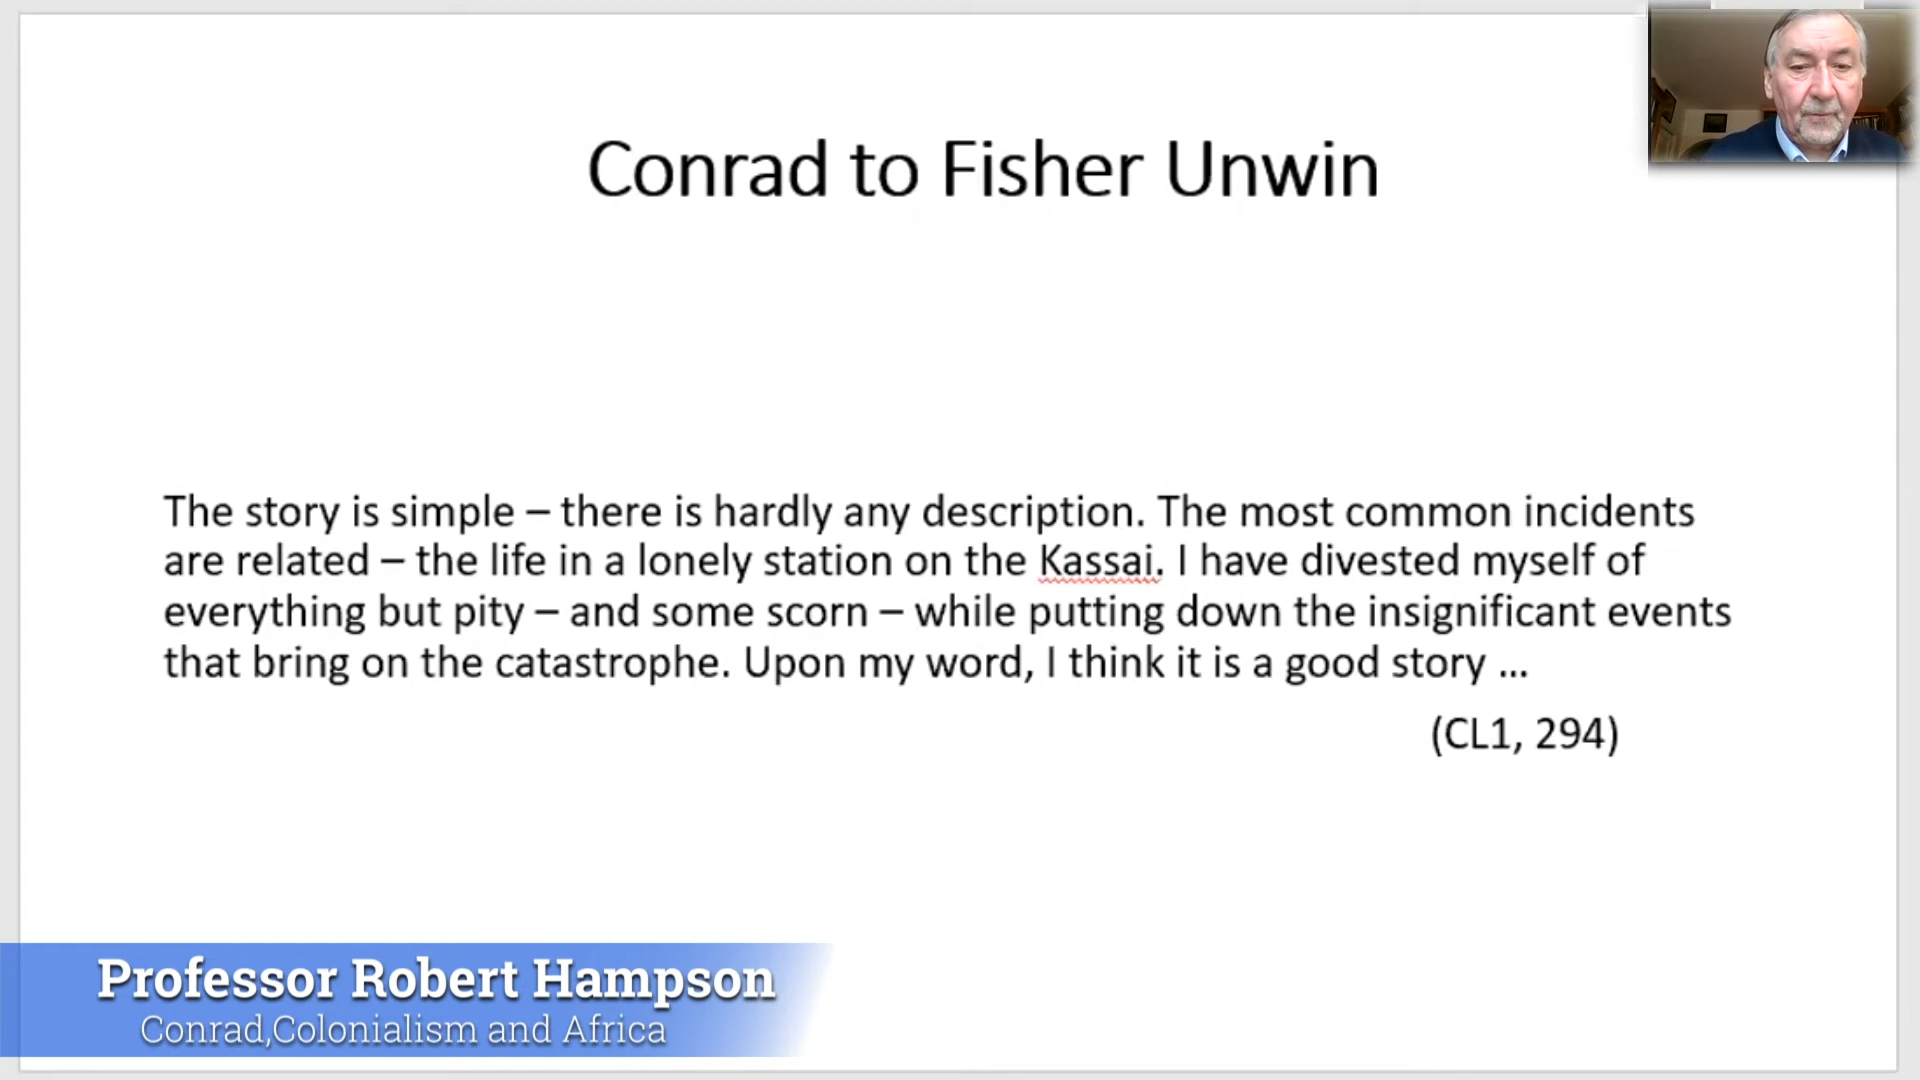 Conrad to Fisher Unwin
The story is simple – there is hardly any description. The most common incidents
are related – the life in a lonely station on the Kassai. I have divested myself of
everything but pity – and some scorn – while putting down the insignificant events
that bring on the catastrophe. Upon my word, I think it is a good story ...
(CL1, 294)
Professor Robert Hampson
Conrad,Colonialism and Africa